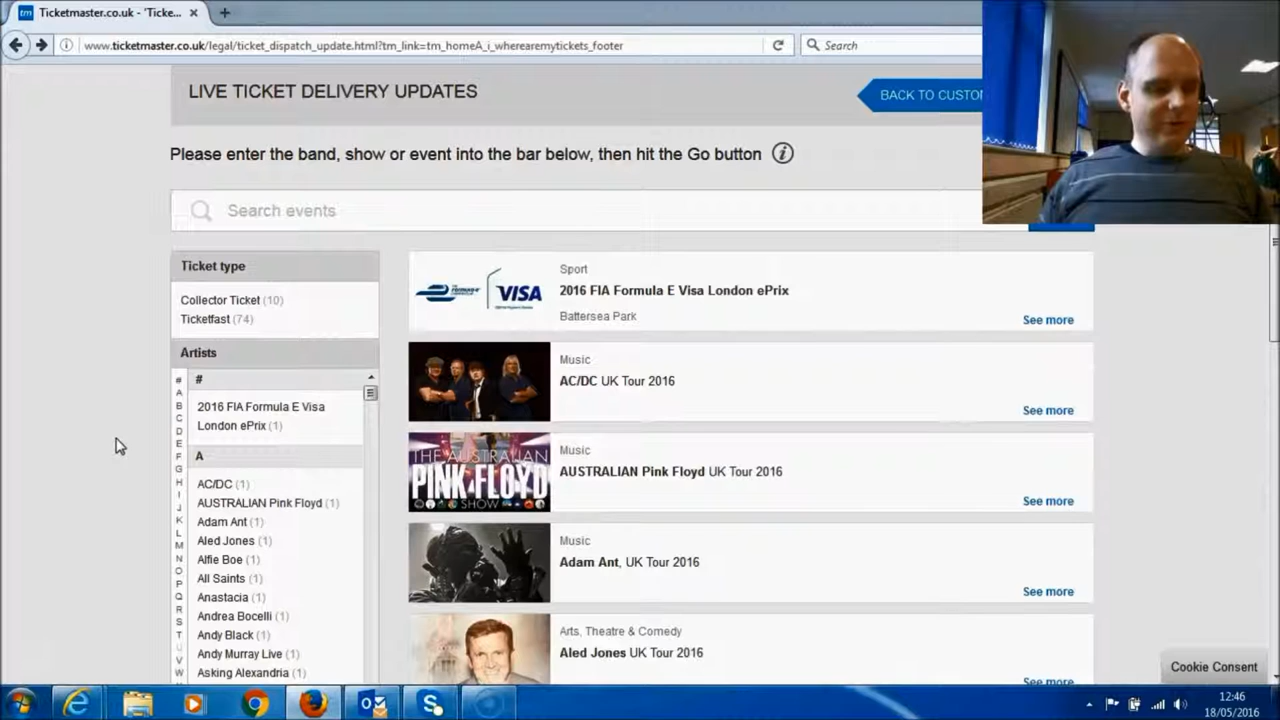 Ticketmaster.co.uk - 'Ticke...
www.ticketmaster.co.uk/legal/ticket_dispatch_update.html?tm_link=tm_homeA_i_wherearemytickets_footer
Search
LIVE TICKET DELIVERY UPDATES
BACK TO CUSTO
Please enter the band, show or event into the bar below, then hit the Go button
Search events
Ticket type
Collector Ticket (10)
Ticketfast (74)
Artists
#
2016 FIA Formula E Visa
London ePrix (1)
A
AC/DC (1)
AUSTRALIAN Pink Floyd (1)
Adam Ant (1)
Aled Jones (1)
Alfie Boe (1)
All Saints (1)
Anastacia (1)
Andrea Bocelli (1)
Andy Black (1)
Andy Murray Live (1)
Asking Alexandria (1)
#
A
B
C
D
E
F
G
H
I
J
K
L
M
N
O
P
Q
R
S
T
U
V
W
VISA
Sport
2016 FIA Formula E Visa London ePrix
Battersea Park
See more
Music
AC/DC UK Tour 2016
See more
THE AUSTRALIAN
PINK FLOYD
SHOW
Music
AUSTRALIAN Pink Floyd UK Tour 2016
See more
Music
Adam Ant, UK Tour 2016
See more
Arts, Theatre & Comedy
Aled Jones UK Tour 2016
See more
Cookie Consent
12:46
18/05/2016